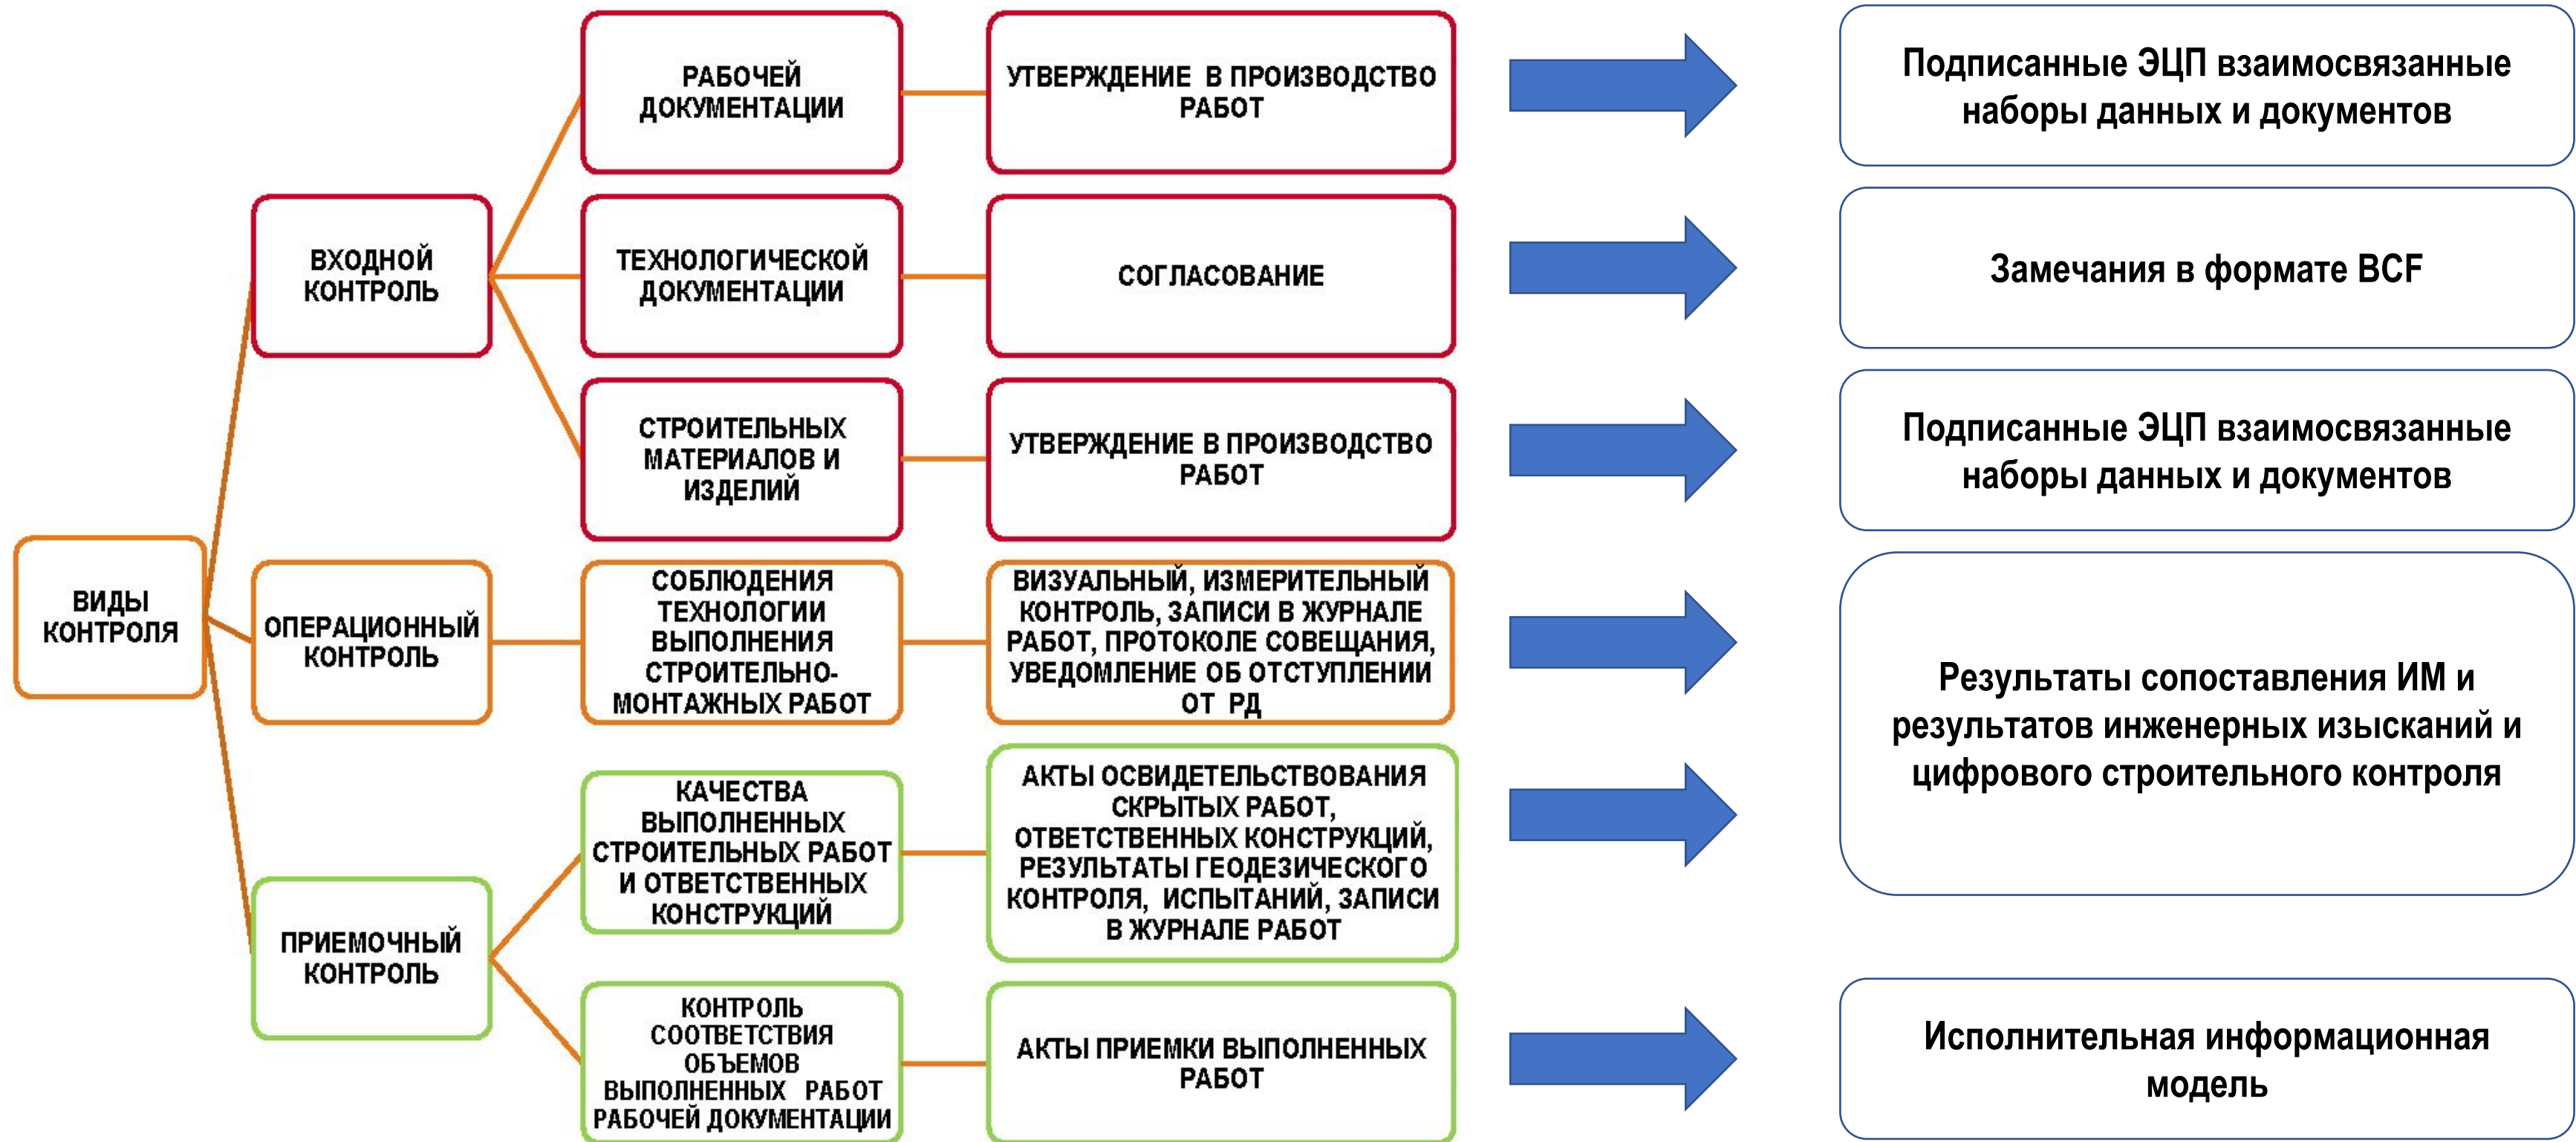 ВИДЫ
КОНТРОЛЯ
ВХОДНОЙ
КОНТРОЛЬ
РАБОЧЕЙ
ДОКУМЕНТАЦИИ
УТВЕРЖДЕНИЕ В ПРОИЗВОДСТВО
РАБОТ
Подписанные ЭЦП взаимосвязанные
наборы данных и документов
ТЕХНОЛОГИЧЕСКОЙ
ДОКУМЕНТАЦИИ
СОГЛАСОВАНИЕ
Замечания в формате BCF
СТРОИТЕЛЬНЫХ
МАТЕРИАЛОВ И
ИЗДЕЛИЙ
УТВЕРЖДЕНИЕ В ПРОИЗВОДСТВО
РАБОТ
Подписанные ЭЦП взаимосвязанные
наборы данных и документов
ОПЕРАЦИОННЫЙ
КОНТРОЛЬ
СОБЛЮДЕНИЯ
ТЕХНОЛОГИИ
ВЫПОЛНЕНИЯ
СТРОИТЕЛЬНО-
МОНТАЖНЫХ РАБОТ
ВИЗУАЛЬНЫЙ, ИЗМЕРИТЕЛЬНЫЙ
КОНТРОЛЬ, ЗАПИСИ В ЖУРНАЛЕ
РАБОТ, ПРОТОКОЛЕ СОВЕЩАНИЯ,
УВЕДОМЛЕНИЕ ОБ ОТСТУПЛЕНИИ
ОТ РД
Результаты сопоставления ИМ и
результатов инженерных изысканий и
цифрового строительного контроля
ПРИЕМОЧНЫЙ
КОНТРОЛЬ
КАЧЕСТВА
ВЫПОЛНЕННЫХ
СТРОИТЕЛЬНЫХ РАБОТ
И ОТВЕТСТВЕННЫХ
КОНСТРУКЦИЙ
АКТЫ ОСВИДЕТЕЛЬСТВОВАНИЯ
СКРЫТЫХ РАБОТ,
ОТВЕТСТВЕННЫХ КОНСТРУКЦИЙ,
РЕЗУЛЬТАТЫ ГЕОДЕЗИЧЕСКОГО
КОНТРОЛЯ, ИСПЫТАНИЙ, ЗАПИСИ
В ЖУРНАЛЕ РАБОТ
КОНТРОЛЬ
СООТВЕТСТВИЯ
ОБЪЕМОВ
ВЫПОЛНЕННЫХ РАБОТ
РАБОЧЕЙ ДОКУМЕНТАЦИИ
АКТЫ ПРИЕМКИ ВЫПОЛНЕННЫХ
РАБОТ
Исполнительная информационная
модель